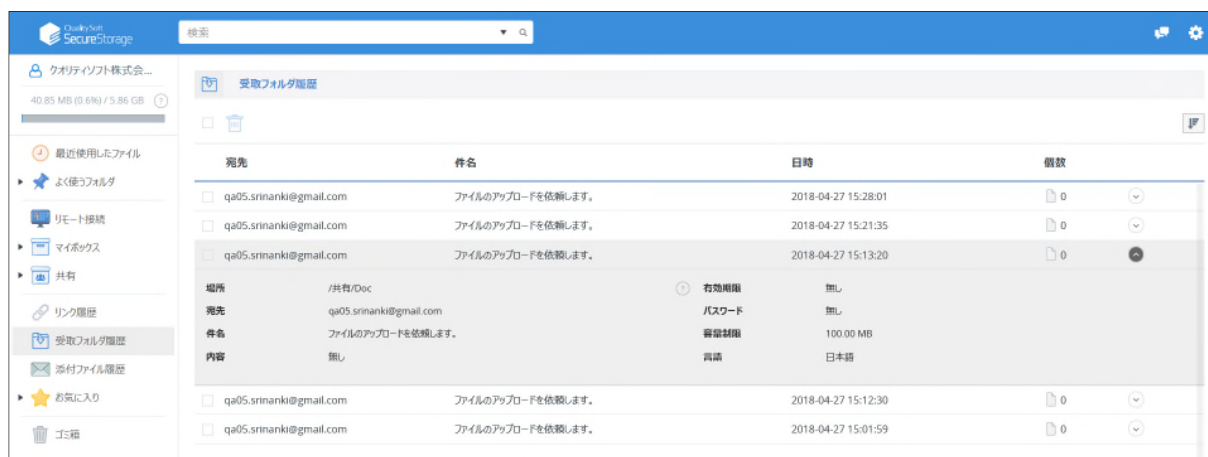 QualitySoft
SecureStorage
検索
クオリティソフト株式会...
40.85 MB (0.6%) / 5.86 GB ?
最近使用したファイル
よく使うフォルダ
リモート接続
マイボックス
共有
リンク履歴
受取フォルダ履歴
添付ファイル履歴
お気に入り
ゴミ箱
受取フォルダ履歴
宛先 件名 日時 個数
qa05.srinanki@gmail.com ファイルのアップロードを依頼します。 2018-04-27 15:28:01 0
qa05.srinanki@gmail.com ファイルのアップロードを依頼します。 2018-04-27 15:21:35 0
qa05.srinanki@gmail.com ファイルのアップロードを依頼します。 2018-04-27 15:13:20 0
場所 /共有/Doc ? 有効期限 無し
宛先 qa05.srinanki@gmail.com パスワード 無し
件名 ファイルのアップロードを依頼します。 容量制限 100.00 MB
内容 無し 言語 日本語
qa05.srinanki@gmail.com ファイルのアップロードを依頼します。 2018-04-27 15:12:30 0
qa05.srinanki@gmail.com ファイルのアップロードを依頼します。 2018-04-27 15:01:59 0